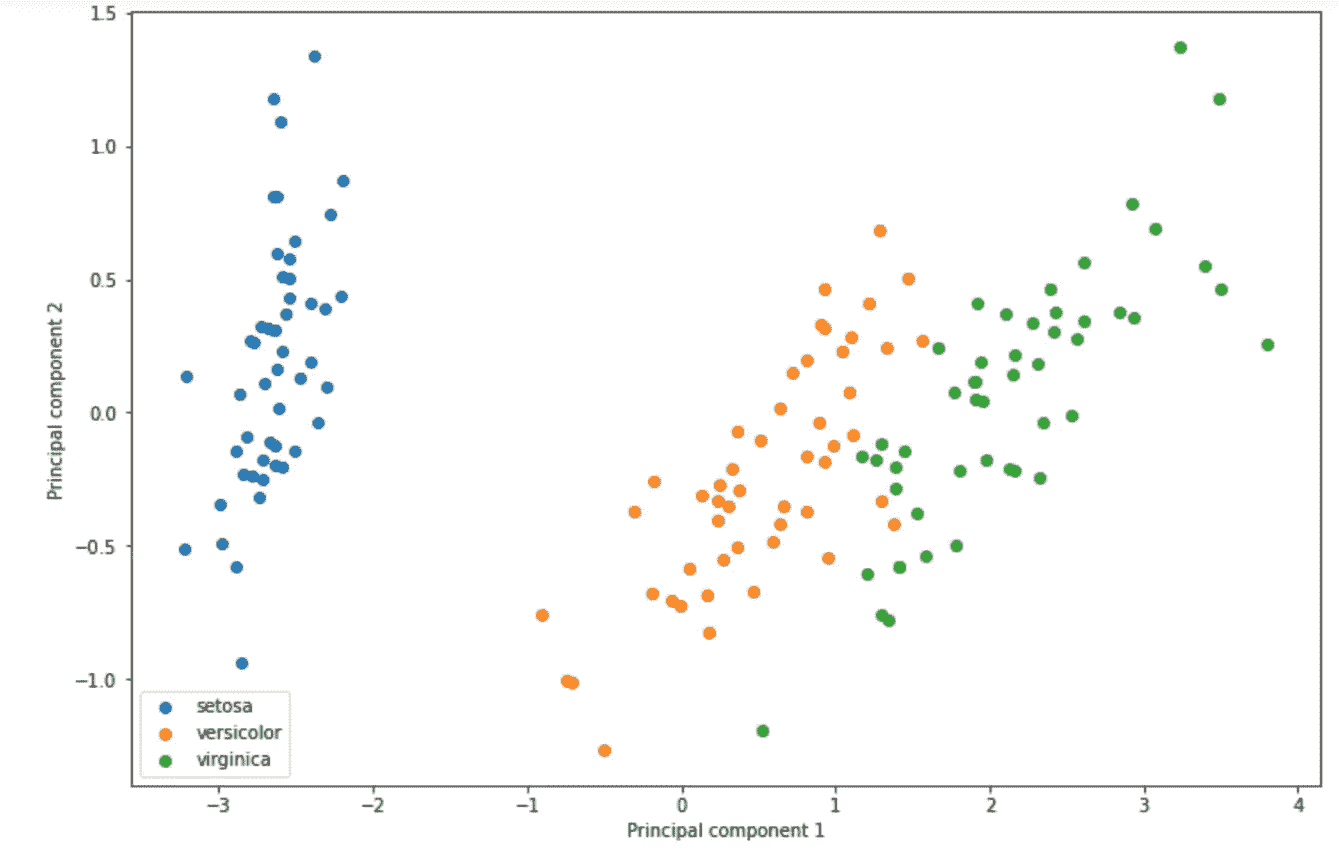 1.5
1.0
0.5
0.0
−0.5
−1.0
Principal component 2
setosa
versicolor
virginica
−3
−2
−1
0
1
2
3
4
Principal component 1